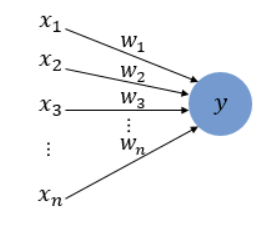 x₁
w₁
x₂
w₂
x₃
w₃
y
⋮
wₙ
⋮
xₙ